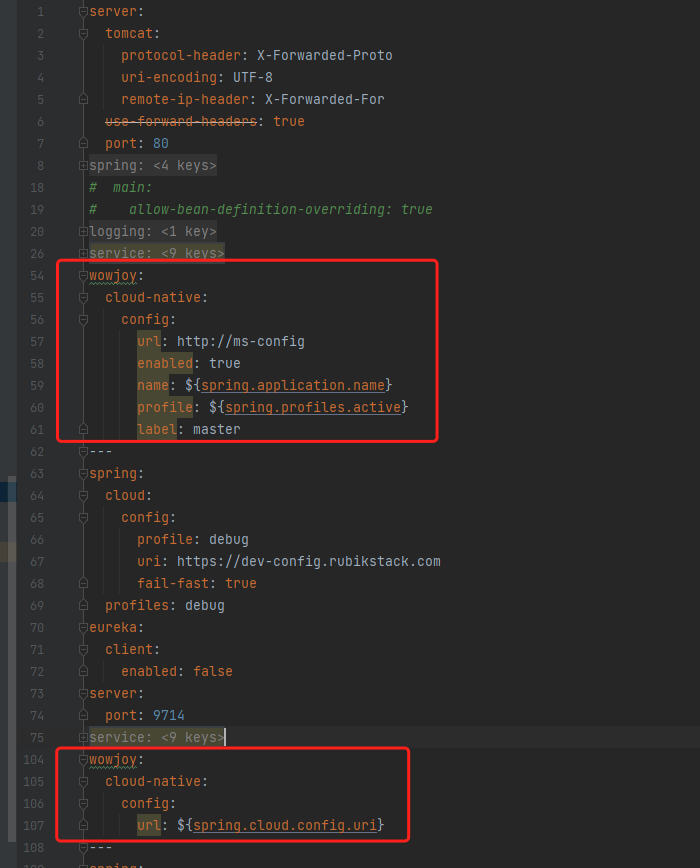 1 server:
2 tomcat:
3 protocol-header: X-Forwarded-Proto
4 uri-encoding: UTF-8
5 remote-ip-header: X-Forwarded-For
6 use-forward-headers: true
7 port: 80
8 spring: <4 keys>
18 #  main:
19 #    allow-bean-definition-overriding: true
20 logging: <1 key>
26 service: <9 keys>
54 wowjoy:
55 cloud-native:
56 config:
57 url: http://ms-config
58 enabled: true
59 name: ${spring.application.name}
60 profile: ${spring.profiles.active}
61 label: master
62 ---
63 spring:
64 cloud:
65 config:
66 profile: debug
67 uri: https://dev-config.rubikstack.com
68 fail-fast: true
69 profiles: debug
70 eureka:
71 client:
72 enabled: false
73 server:
74 port: 9714
75 service: <9 keys>
104 wowjoy:
105 cloud-native:
106 config:
107 url: ${spring.cloud.config.uri}
108 ---